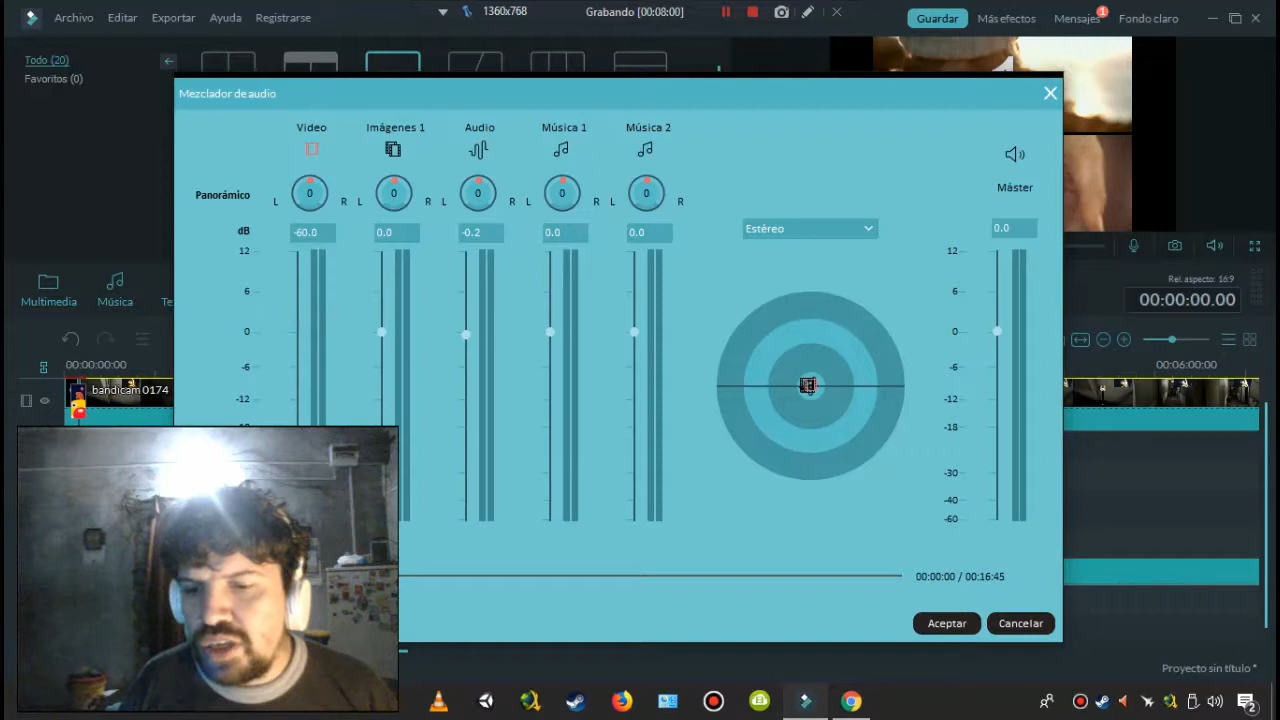 1360x768
Grabando [00:08:00]
Archivo Editar Exportar Ayuda Registrarse
Guardar Más efectos Mensajes 1 Fondo claro
Todo (20)
Favoritos (0)
Mezclador de audio
Video Imágenes 1 Audio Música 1 Música 2
Máster
Panorámico L 0 R L 0 R L 0 R L 0 R L 0 R
dB -60.0 0.0 -0.2 0.0 0.0
Estéreo
0.0
12 12
6 6
0 0
-6 -6
-12 -12
-18
-30
-40
-60
Multimedia Música Te
Rel. aspecto: 16:9
00:00:00.00
00:00:00:00
00:06:00:00
bandicam 0174
00:00:00 / 00:16:45
Aceptar Cancelar
Proyecto sin título *
2